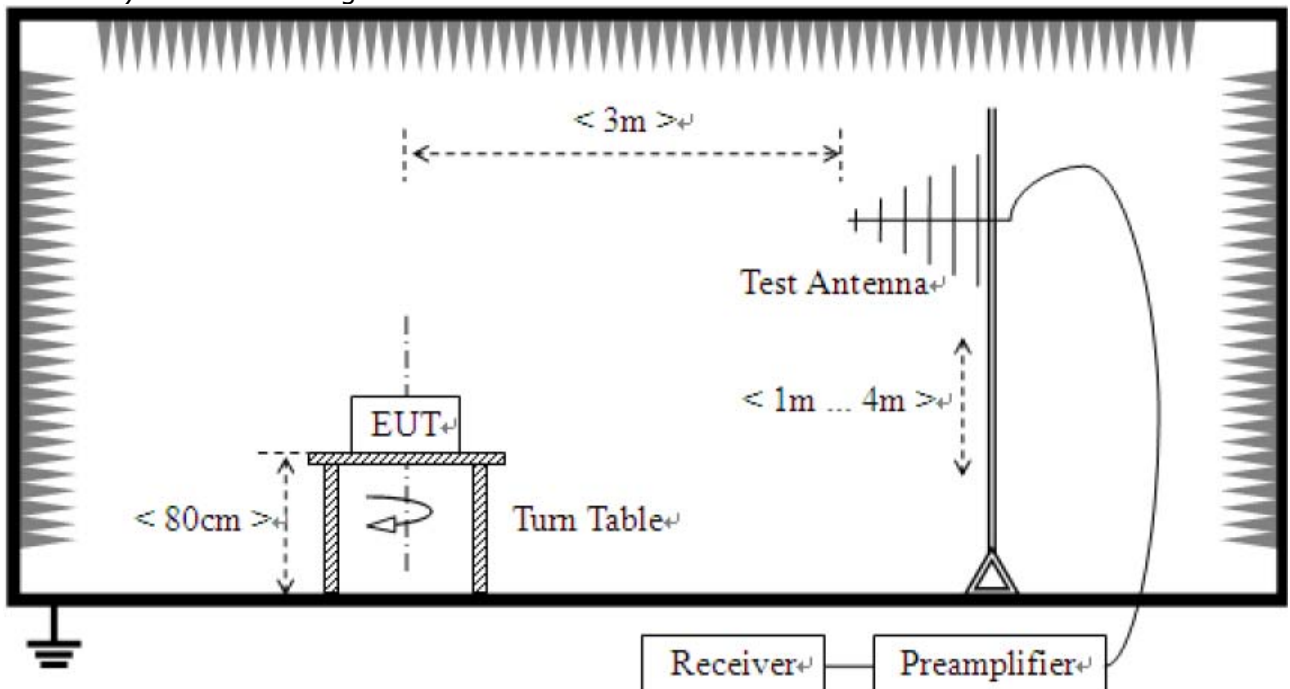 < 3m >
Test Antenna
< 1m ... 4m >
EUT
< 80cm >
Turn Table
Receiver
Preamplifier